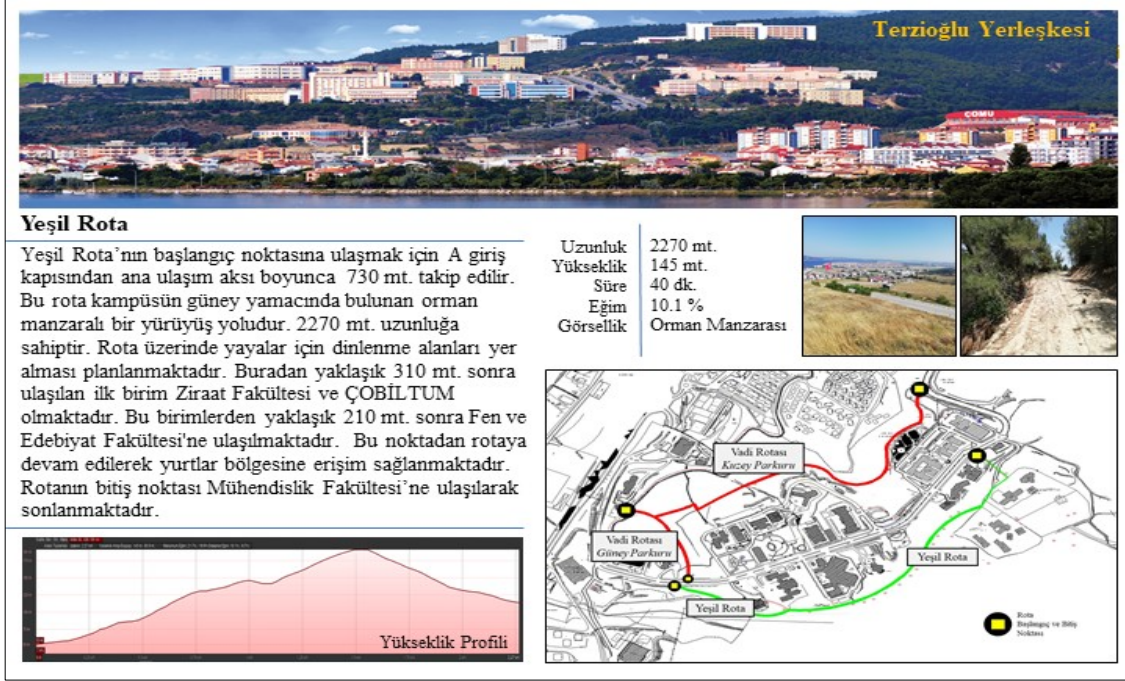 Terzioğlu Yerleşkesi
ÇOMU
Yeşil Rota
Yeşil Rota’nın başlangıç noktasına ulaşmak için A giriş
kapısından ana ulaşım aksı boyunca 730 mt. takip edilir.
Bu rota kampüsün güney yamacında bulunan orman
manzaralı bir yürüyüş yoludur. 2270 mt. uzunluğa
sahiptir. Rota üzerinde yayalar için dinlenme alanları yer
alması planlanmaktadır. Buradan yaklaşık 310 mt. sonra
ulaşılan ilk birim Ziraat Fakültesi ve ÇOBİLTUM
olmaktadır. Bu birimlerden yaklaşık 210 mt. sonra Fen ve
Edebiyat Fakültesi'ne ulaşılmaktadır. Bu noktadan rotaya
devam edilerek yurtlar bölgesine erişim sağlanmaktadır.
Rotanın bitiş noktası Mühendislik Fakültesi’ne ulaşılarak
sonlanmaktadır.
Uzunluk 2270 mt.
Yükseklik 145 mt.
Süre 40 dk.
Eğim 10.1 %
Görsellik Orman Manzarası
Vadi Rotası
Kuzey Parkuru
Vadi Rotası
Güney Parkuru
Yeşil Rota
Yeşil Rota
Rota
Başlangıç ve Bitiş
Noktası
Yükseklik Profili